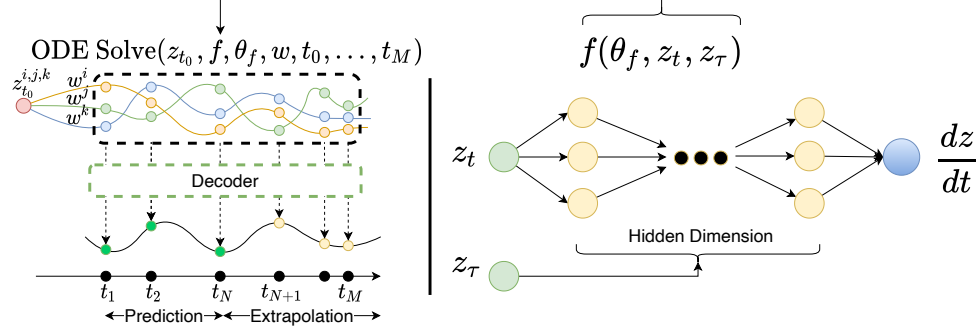 ODE Solve(z_{t_0}, f, θ_f, w, t_0, ..., t_M)
z_{t_0}^{i,j,k}
w^i
w^j
w^k
Decoder
t_1 t_2 t_N t_{N+1} t_M
Prediction Extrapolation
f(θ_f, z_t, z_τ)
z_t
dz
dt
Hidden Dimension
z_τ